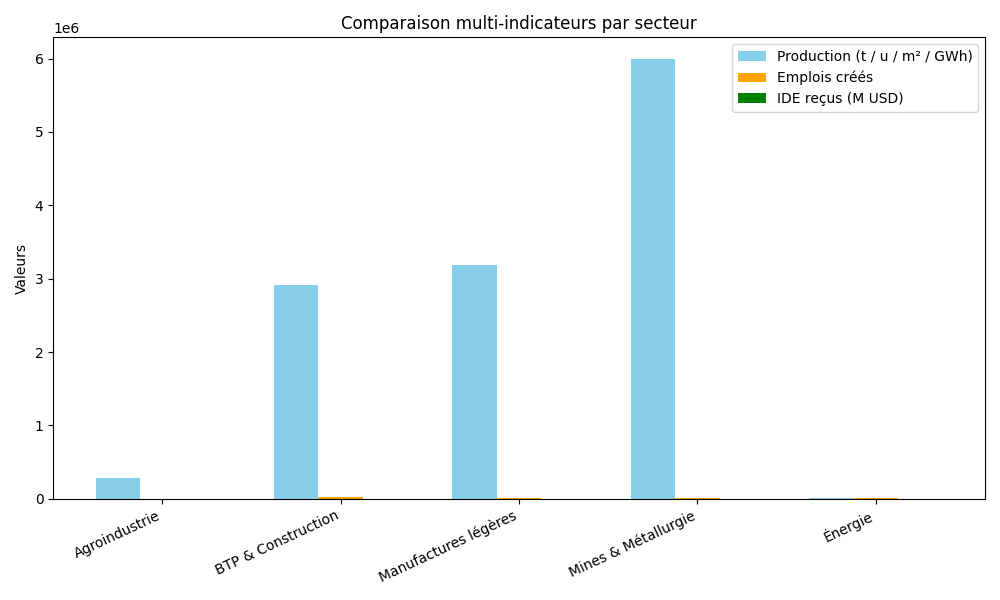 Comparaison multi-indicateurs par secteur
1e6
6
5
4
3
2
1
0
Valeurs
Production (t / u / m² / GWh)
Emplois créés
IDE reçus (M USD)
Agroindustrie
BTP & Construction
Manufactures légères
Mines & Métallurgie
Énergie